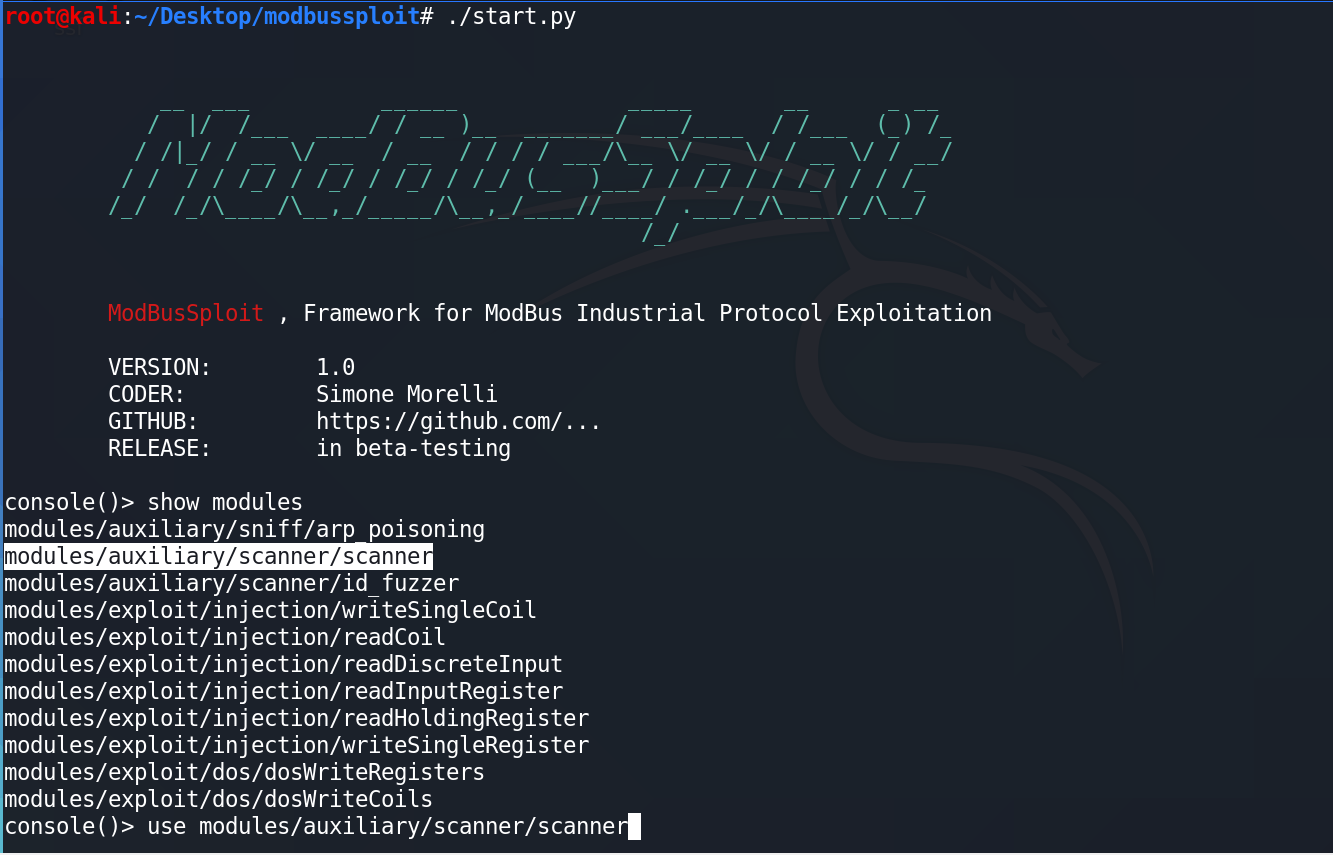 root@kali:~/Desktop/modbussploit# ./start.py
ModBusSploit
ModBusSploit , Framework for ModBus Industrial Protocol Exploitation
VERSION: 1.0
CODER: Simone Morelli
GITHUB: https://github.com/...
RELEASE: in beta-testing
console()> show modules
modules/auxiliary/sniff/arp_poisoning
modules/auxiliary/scanner/scanner
modules/auxiliary/scanner/id_fuzzer
modules/exploit/injection/writeSingleCoil
modules/exploit/injection/readCoil
modules/exploit/injection/readDiscreteInput
modules/exploit/injection/readInputRegister
modules/exploit/injection/readHoldingRegister
modules/exploit/injection/writeSingleRegister
modules/exploit/dos/dosWriteRegisters
modules/exploit/dos/dosWriteCoils
console()> use modules/auxiliary/scanner/scanner